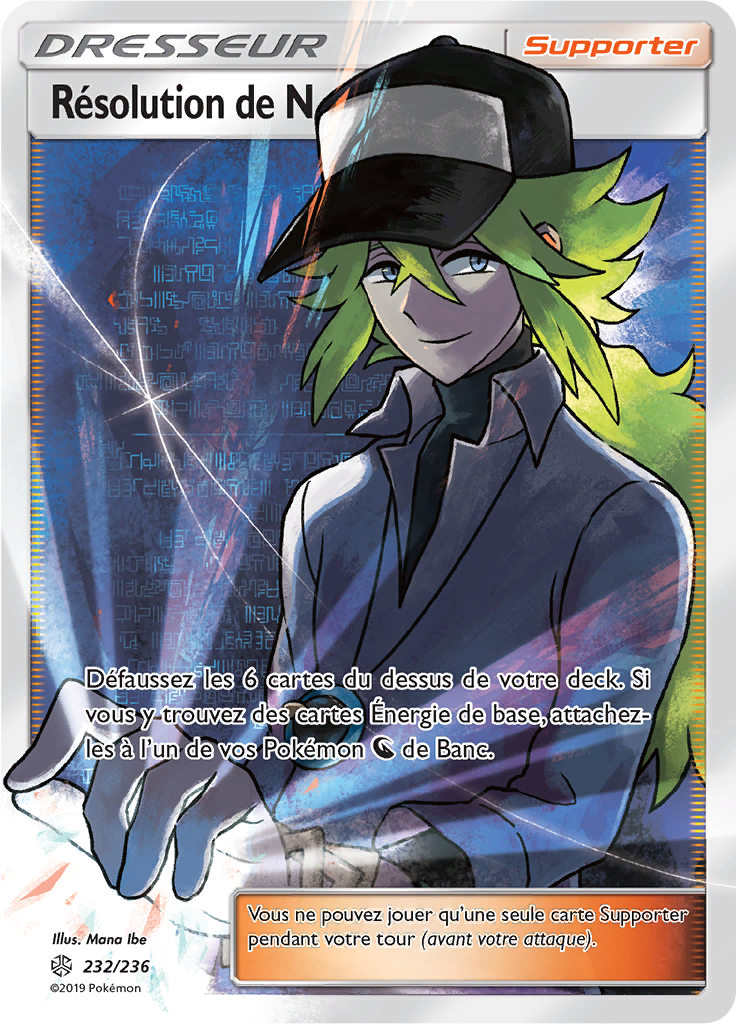 DRESSEUR
Supporter
Résolution de N
Défaussez les 6 cartes du dessus de votre deck. Si
vous y trouvez des cartes Énergie de base, attachez-
les à l'un de vos Pokémon de Banc.
Vous ne pouvez jouer qu'une seule carte Supporter
pendant votre tour (avant votre attaque).
Illus. Mana Ibe
232/236
©2019 Pokémon